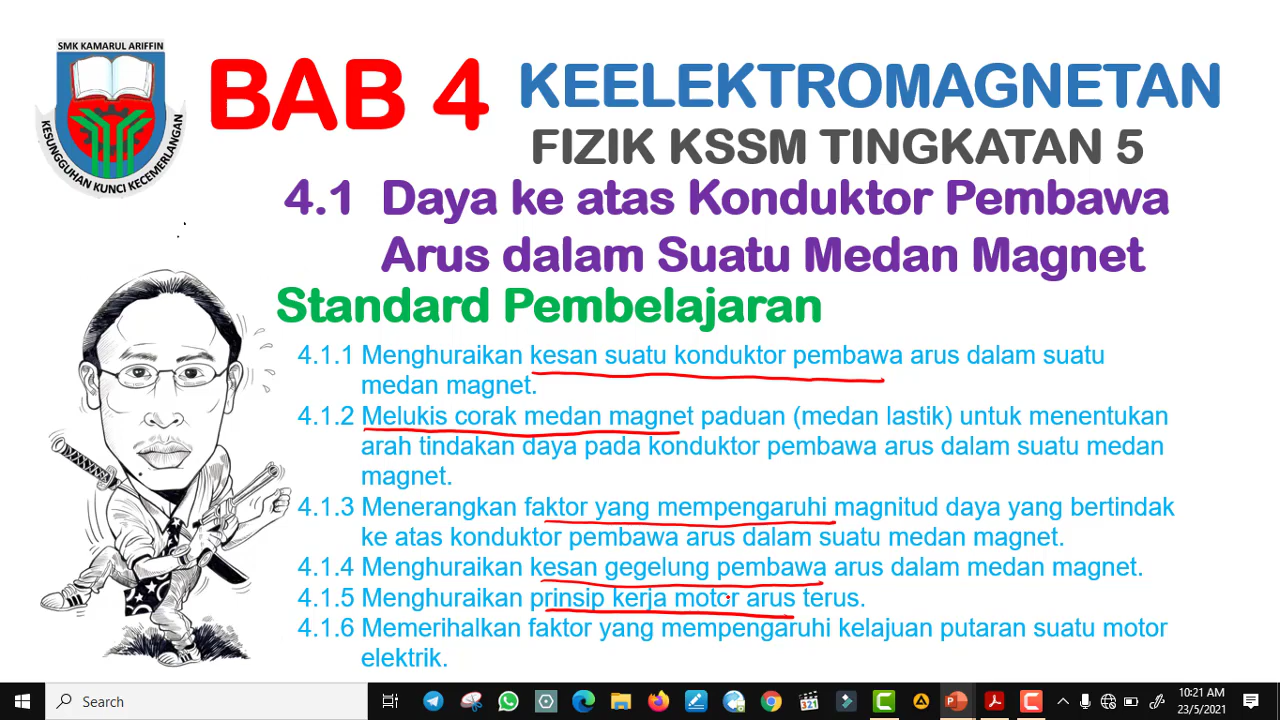 SMK KAMARUL ARIFFIN
KESUNGGUHAN KUNCI KECEMERLANGAN
BAB 4
KEELEKTROMAGNETAN
FIZIK KSSM TINGKATAN 5
4.1 Daya ke atas Konduktor Pembawa
Arus dalam Suatu Medan Magnet
Standard Pembelajaran
4.1.1 Menghuraikan kesan suatu konduktor pembawa arus dalam suatu
medan magnet.
4.1.2 Melukis corak medan magnet paduan (medan lastik) untuk menentukan
arah tindakan daya pada konduktor pembawa arus dalam suatu medan
magnet.
4.1.3 Menerangkan faktor yang mempengaruhi magnitud daya yang bertindak
ke atas konduktor pembawa arus dalam suatu medan magnet.
4.1.4 Menghuraikan kesan gegelung pembawa arus dalam medan magnet.
4.1.5 Menghuraikan prinsip kerja motor arus terus.
4.1.6 Memerihalkan faktor yang mempengaruhi kelajuan putaran suatu motor
elektrik.
Search
321
10:21 AM
23/5/2021